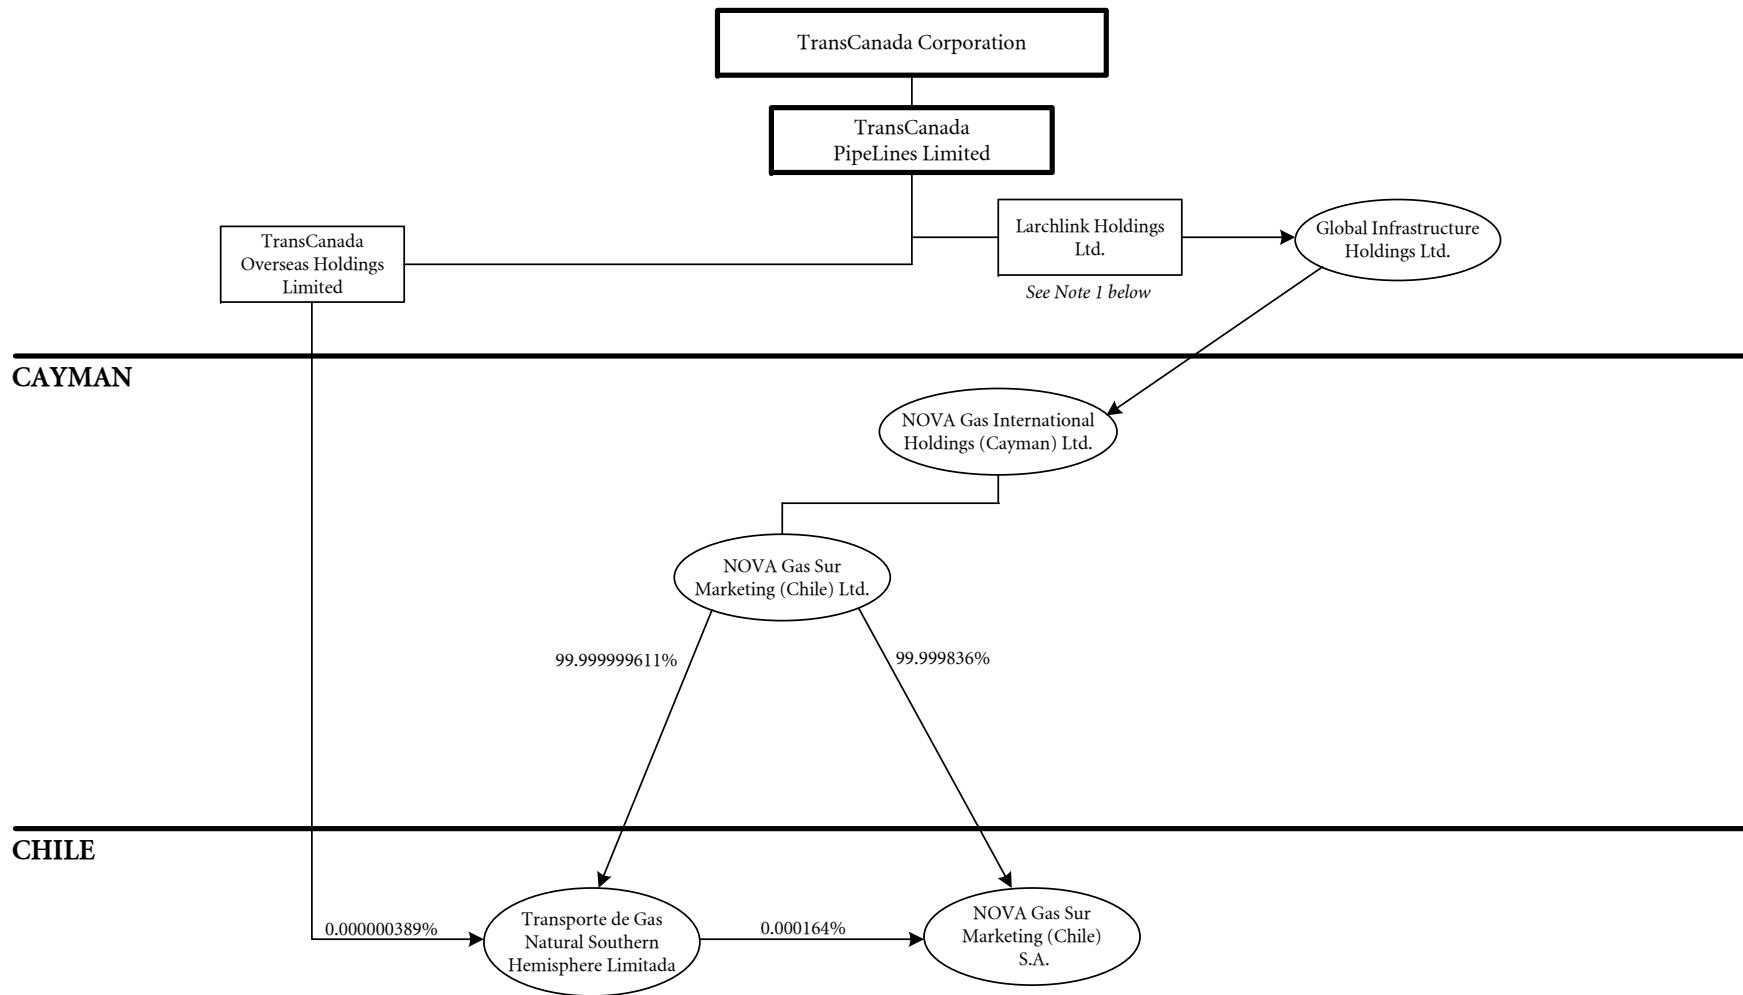 TransCanada Corporation
TransCanada
PipeLines Limited
TransCanada
Overseas Holdings
Limited
Larchlink Holdings
Ltd.
See Note 1 below
Global Infrastructure
Holdings Ltd.
CAYMAN
NOVA Gas International
Holdings (Cayman) Ltd.
NOVA Gas Sur
Marketing (Chile) Ltd.
99.999999611%
99.999836%
CHILE
0.000000389%
Transporte de Gas
Natural Southern
Hemisphere Limitada
0.000164%
NOVA Gas Sur
Marketing (Chile)
S.A.